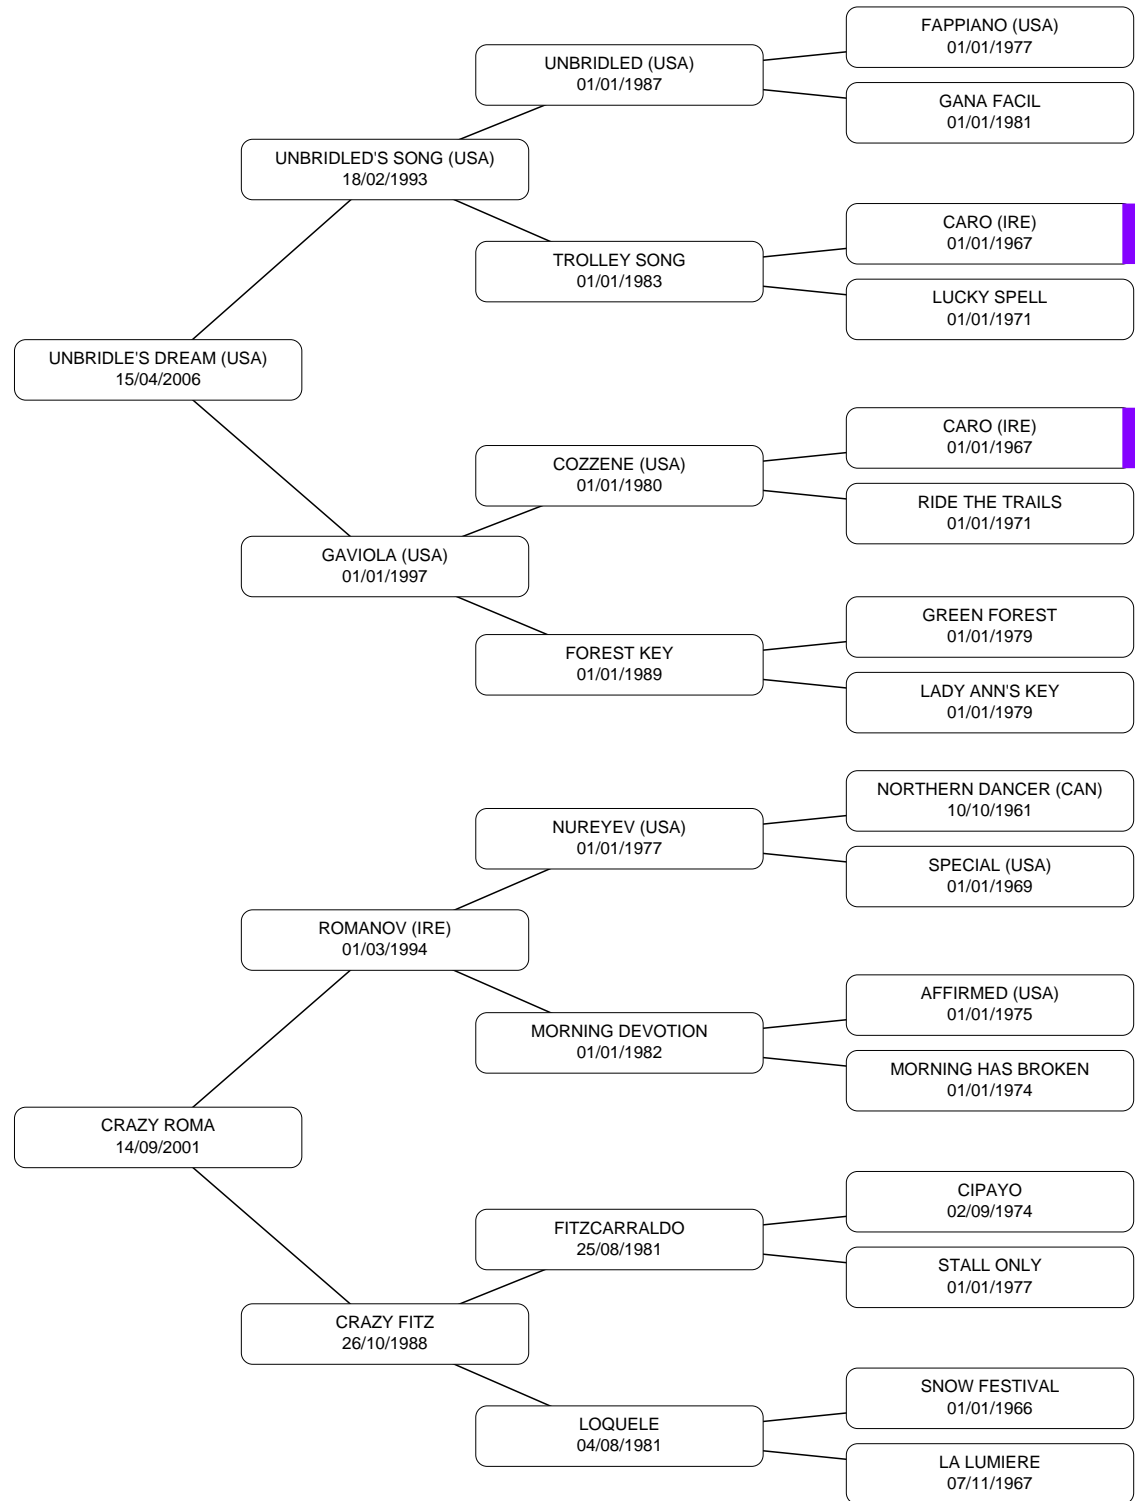 FAPPIANO (USA)
01/01/1977
UNBRIDLED (USA)
01/01/1987
GANA FACIL
01/01/1981
UNBRIDLED'S SONG (USA)
18/02/1993
CARO (IRE)
01/01/1967
TROLLEY SONG
01/01/1983
LUCKY SPELL
01/01/1971
UNBRIDLE'S DREAM (USA)
15/04/2006
CARO (IRE)
01/01/1967
COZZENE (USA)
01/01/1980
RIDE THE TRAILS
01/01/1971
GAVIOLA (USA)
01/01/1997
GREEN FOREST
01/01/1979
FOREST KEY
01/01/1989
LADY ANN'S KEY
01/01/1979
NORTHERN DANCER (CAN)
10/10/1961
NUREYEV (USA)
01/01/1977
SPECIAL (USA)
01/01/1969
ROMANOV (IRE)
01/03/1994
AFFIRMED (USA)
01/01/1975
MORNING DEVOTION
01/01/1982
MORNING HAS BROKEN
01/01/1974
CRAZY ROMA
14/09/2001
CIPAYO
02/09/1974
FITZCARRALDO
25/08/1981
STALL ONLY
01/01/1977
CRAZY FITZ
26/10/1988
SNOW FESTIVAL
01/01/1966
LOQUELE
04/08/1981
LA LUMIERE
07/11/1967